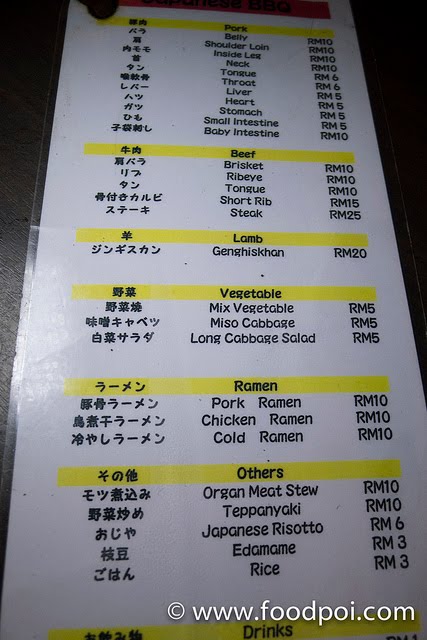 Japanese BBQ
豚肉 Pork
バラ Belly RM10
肩 Shoulder Loin RM10
内モモ Inside Leg RM10
首 Neck RM10
タン Tongue RM 6
喉軟骨 Throat RM 5
レバー Liver RM 5
ハツ Heart RM 5
ガツ Stomach RM 5
ひも Small Intestine RM 5
子袋刺し Baby Intestine RM10
牛肉 Beef
肩バラ Brisket RM10
リブ Ribeye RM10
タン Tongue RM10
骨付きカルビ Short Rib RM15
ステーキ Steak RM25
羊 Lamb
ジンギスカン Genghiskhan RM20
野菜 Vegetable
野菜焼 Mix Vegetable RM5
味噌キャベツ Miso Cabbage RM5
白菜サラダ Long Cabbage Salad RM5
ラーメン Ramen
豚骨ラーメン Pork Ramen RM10
鳥煮干ラーメン Chicken Ramen RM10
冷やしラーメン Cold Ramen RM10
その他 Others
モツ煮込み Organ Meat Stew RM10
野菜炒め Teppanyaki RM10
おじや Japanese Risotto RM 6
枝豆 Edamame RM 3
ごはん Rice RM 3
お飲み物 Drinks
© www.foodpoi.com